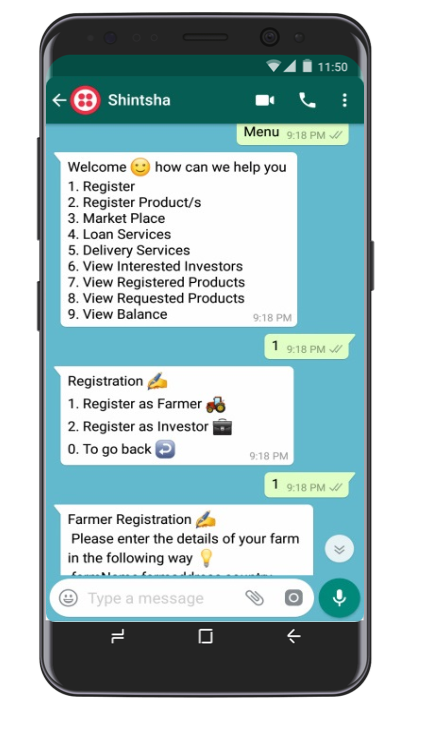 11:50
Shintsha
Menu 9:18 PM
Welcome 😊 how can we help you
1. Register
2. Register Product/s
3. Market Place
4. Loan Services
5. Delivery Services
6. View Interested Investors
7. View Registered Products
8. View Requested Products
9. View Balance
9:18 PM
1 9:18 PM
Registration ✍️
1. Register as Farmer 🚜
2. Register as Investor 💼
0. To go back ↩️
9:18 PM
1 9:18 PM
Farmer Registration ✍️
Please enter the details of your farm
in the following way 💡
Type a message